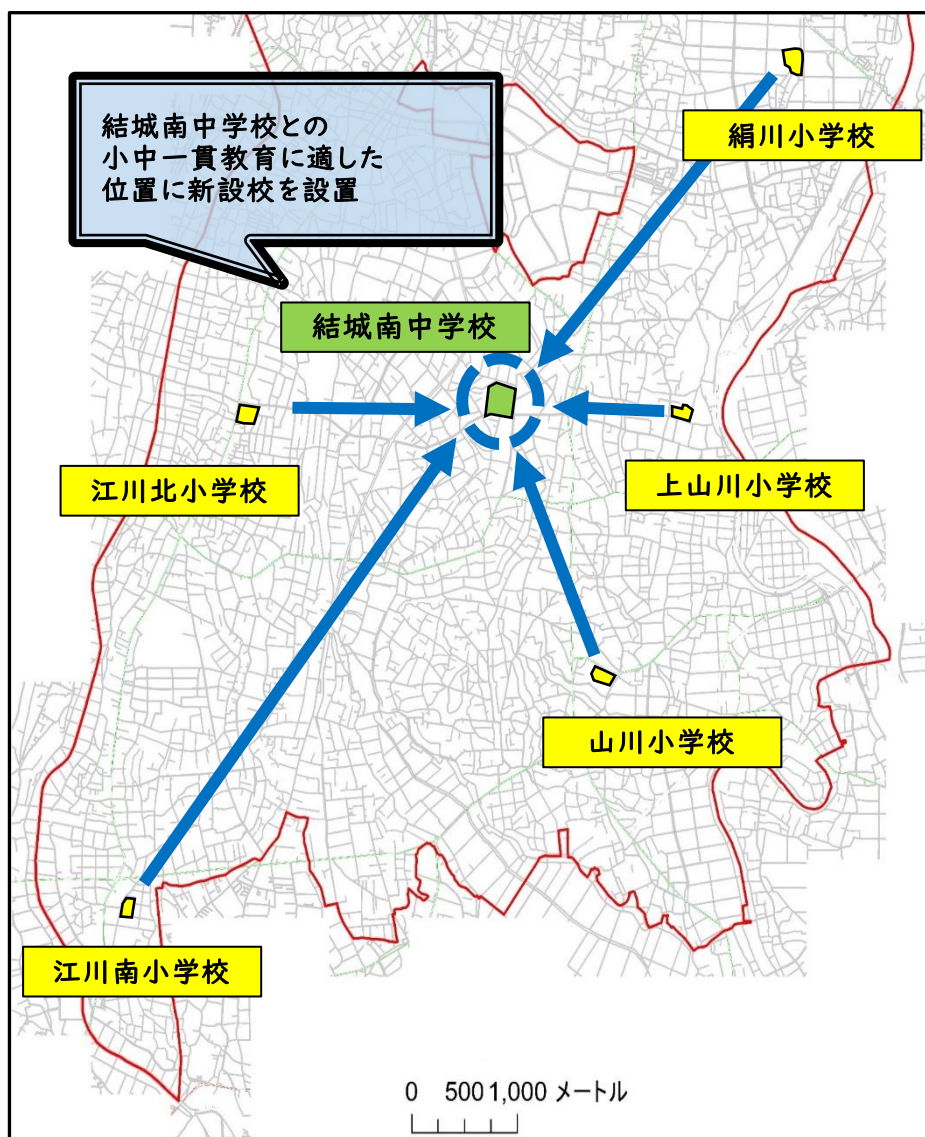 結城南中学校との
小中一貫教育に適した
位置に新設校を設置
絹川小学校
結城南中学校
江川北小学校
上山川小学校
山川小学校
江川南小学校
0 500 1,000 メートル